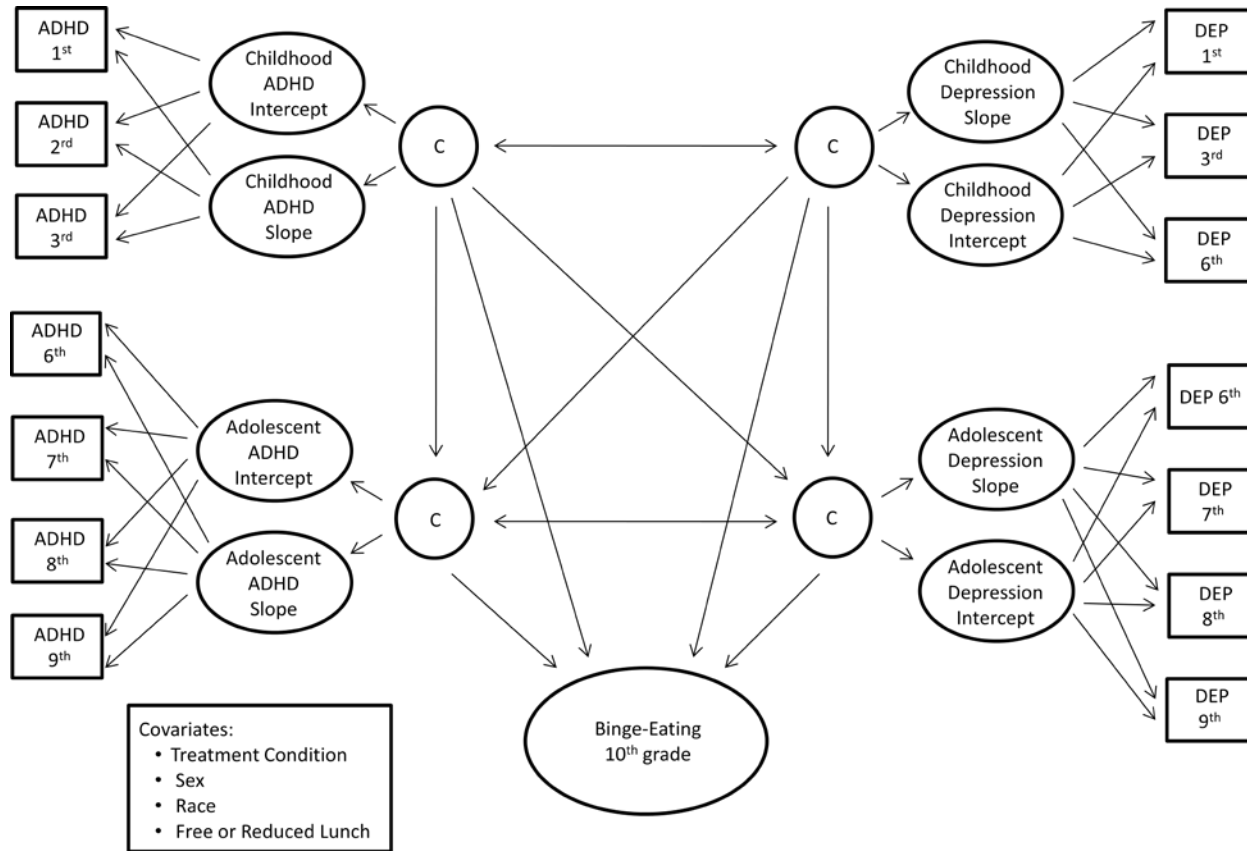 ADHD
1st
ADHD
2rd
ADHD
3rd
Childhood
ADHD
Intercept
Childhood
ADHD
Slope
C
C
Childhood
Depression
Slope
Childhood
Depression
Intercept
DEP
1st
DEP
3rd
DEP
6th
ADHD
6th
ADHD
7th
ADHD
8th
ADHD
9th
Adolescent
ADHD
Intercept
Adolescent
ADHD
Slope
C
C
Adolescent
Depression
Slope
Adolescent
Depression
Intercept
DEP 6th
DEP
7th
DEP
8th
DEP
9th
Binge-Eating
10th grade
Covariates:
• Treatment Condition
• Sex
• Race
• Free or Reduced Lunch